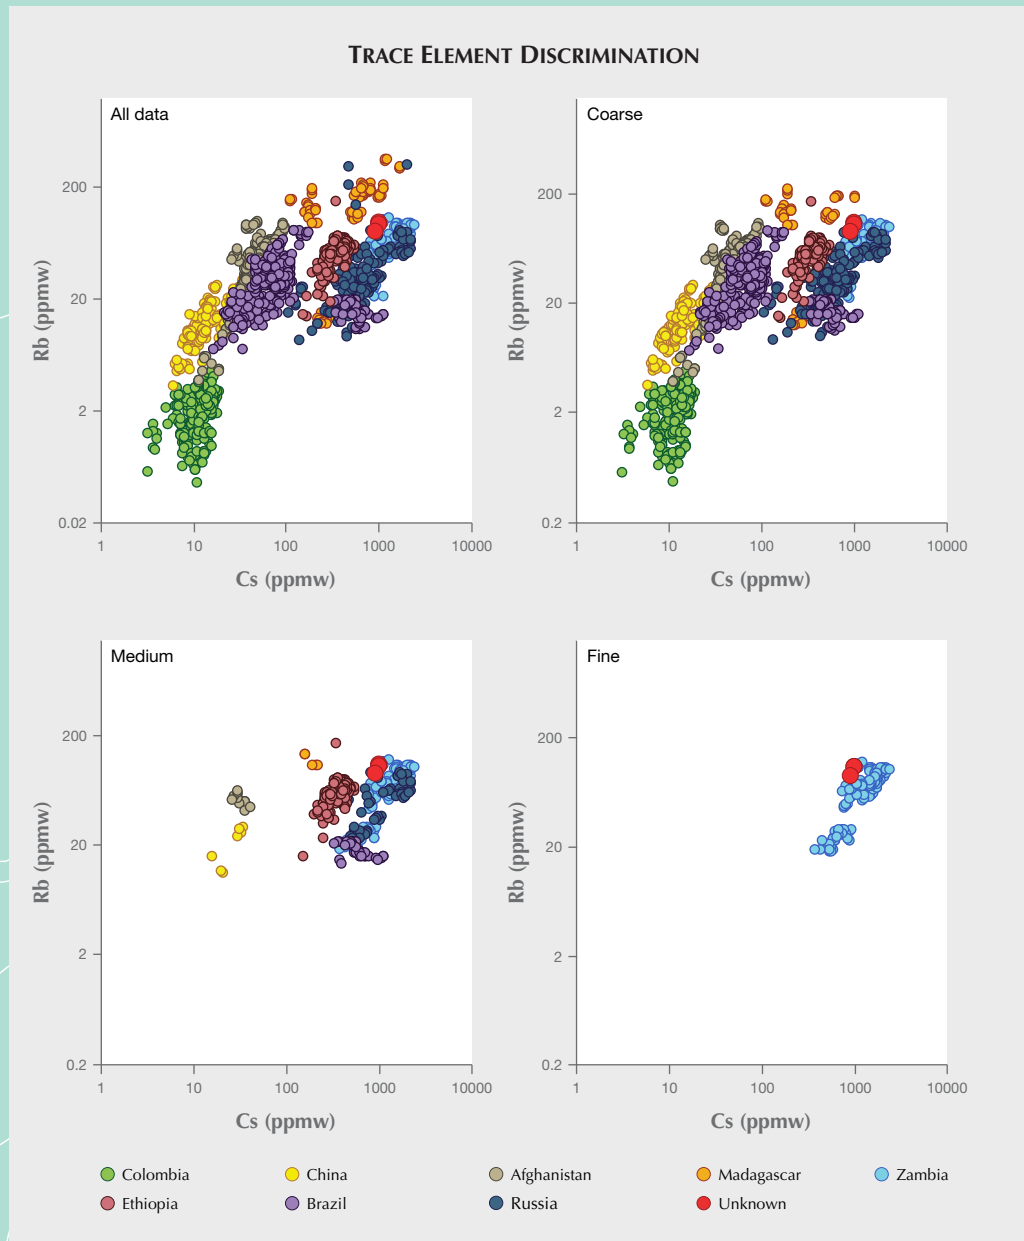 TRACE ELEMENT DISCRIMINATION
All data
200
20
2
0.02
1 10 100 1000 10000
Rb (ppmw)
Cs (ppmw)
Coarse
200
20
2
0.2
1 10 100 1000 10000
Rb (ppmw)
Cs (ppmw)
Medium
200
20
2
0.2
1 10 100 1000 10000
Rb (ppmw)
Cs (ppmw)
Fine
200
20
2
0.2
1 10 100 1000 10000
Rb (ppmw)
Cs (ppmw)
Colombia China Afghanistan Madagascar Zambia
Ethiopia Brazil Russia Unknown